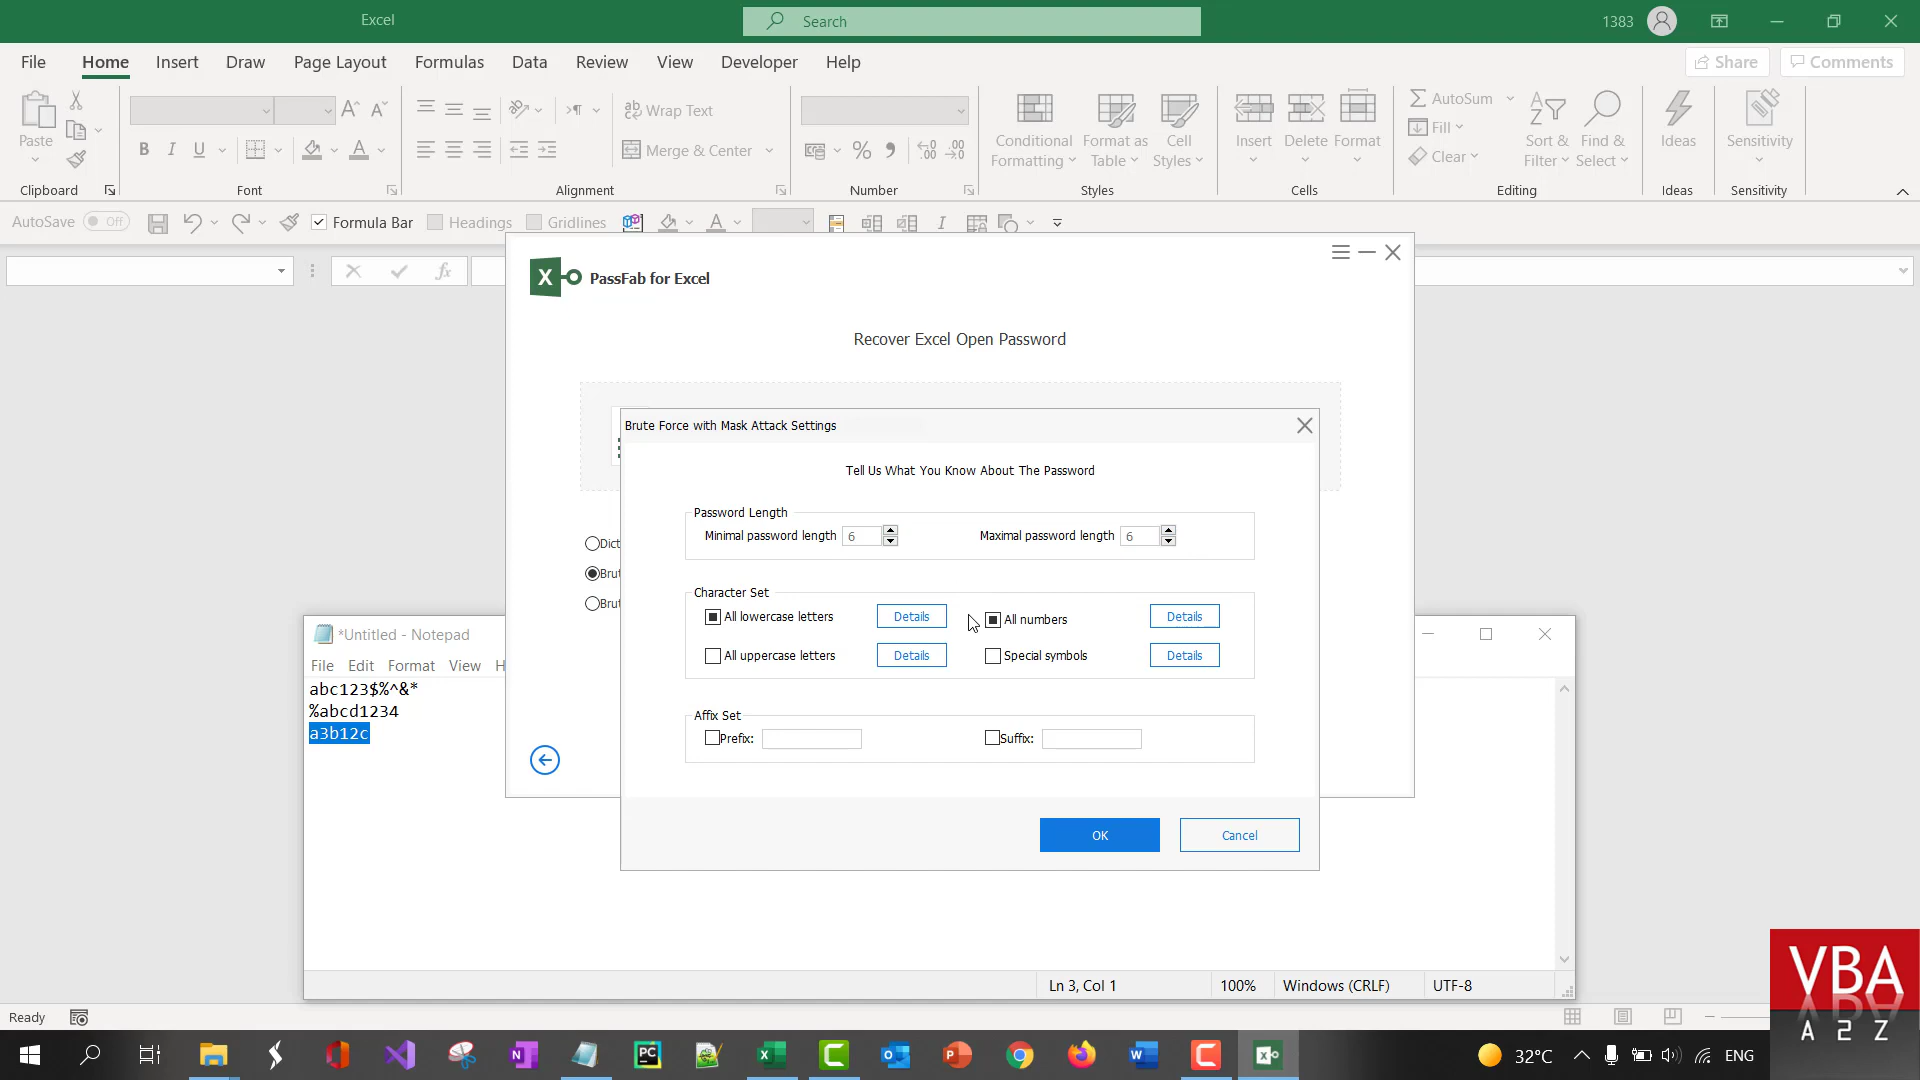 Excel
Search
1383
File Home Insert Draw Page Layout Formulas Data Review View Developer Help
Share Comments
Paste
Wrap Text
Merge & Center
Conditional Formatting
Format as Table
Cell Styles
Insert Delete Format
AutoSum
Fill
Clear
Sort & Filter
Find & Select
Ideas
Sensitivity
Clipboard Font Alignment Number Styles Cells Editing Ideas Sensitivity
AutoSave Off
Formula Bar Headings Gridlines
PassFab for Excel
Recover Excel Open Password
Brute Force with Mask Attack Settings
Tell Us What You Know About The Password
Password Length
Minimal password length 6 Maximal password length 6
Character Set
All lowercase letters Details All numbers Details
All uppercase letters Details Special symbols Details
Affix Set
Prefix: Suffix:
OK Cancel
Dict
Brut
Brut
*Untitled - Notepad
File Edit Format View H
abc123$%^&*
%abcd1234
a3b12c
Ln 3, Col 1 100% Windows (CRLF) UTF-8
Ready
VBA
A 2 Z
32°C ENG